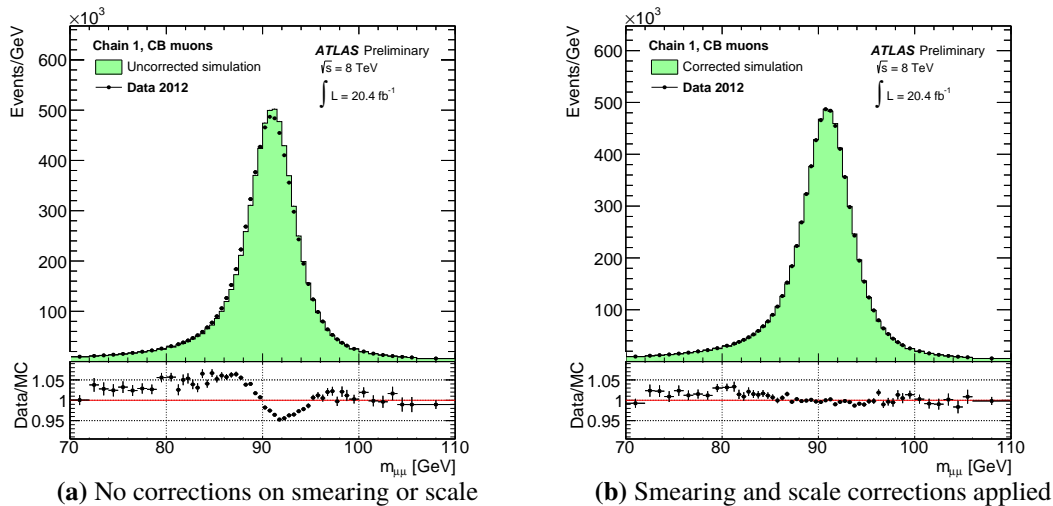 ×10³
Events/GeV
600
500
400
300
200
100
Chain 1, CB muons
Uncorrected simulation
Data 2012
ATLAS Preliminary
√s = 8 TeV
∫ L = 20.4 fb⁻¹
Data/MC
1.05
1
0.95
70 80 90 100 110
m_μμ [GeV]
(a) No corrections on smearing or scale
×10³
Events/GeV
600
500
400
300
200
100
Chain 1, CB muons
Corrected simulation
Data 2012
ATLAS Preliminary
√s = 8 TeV
∫ L = 20.4 fb⁻¹
Data/MC
1.05
1
0.95
70 80 90 100 110
m_μμ [GeV]
(b) Smearing and scale corrections applied